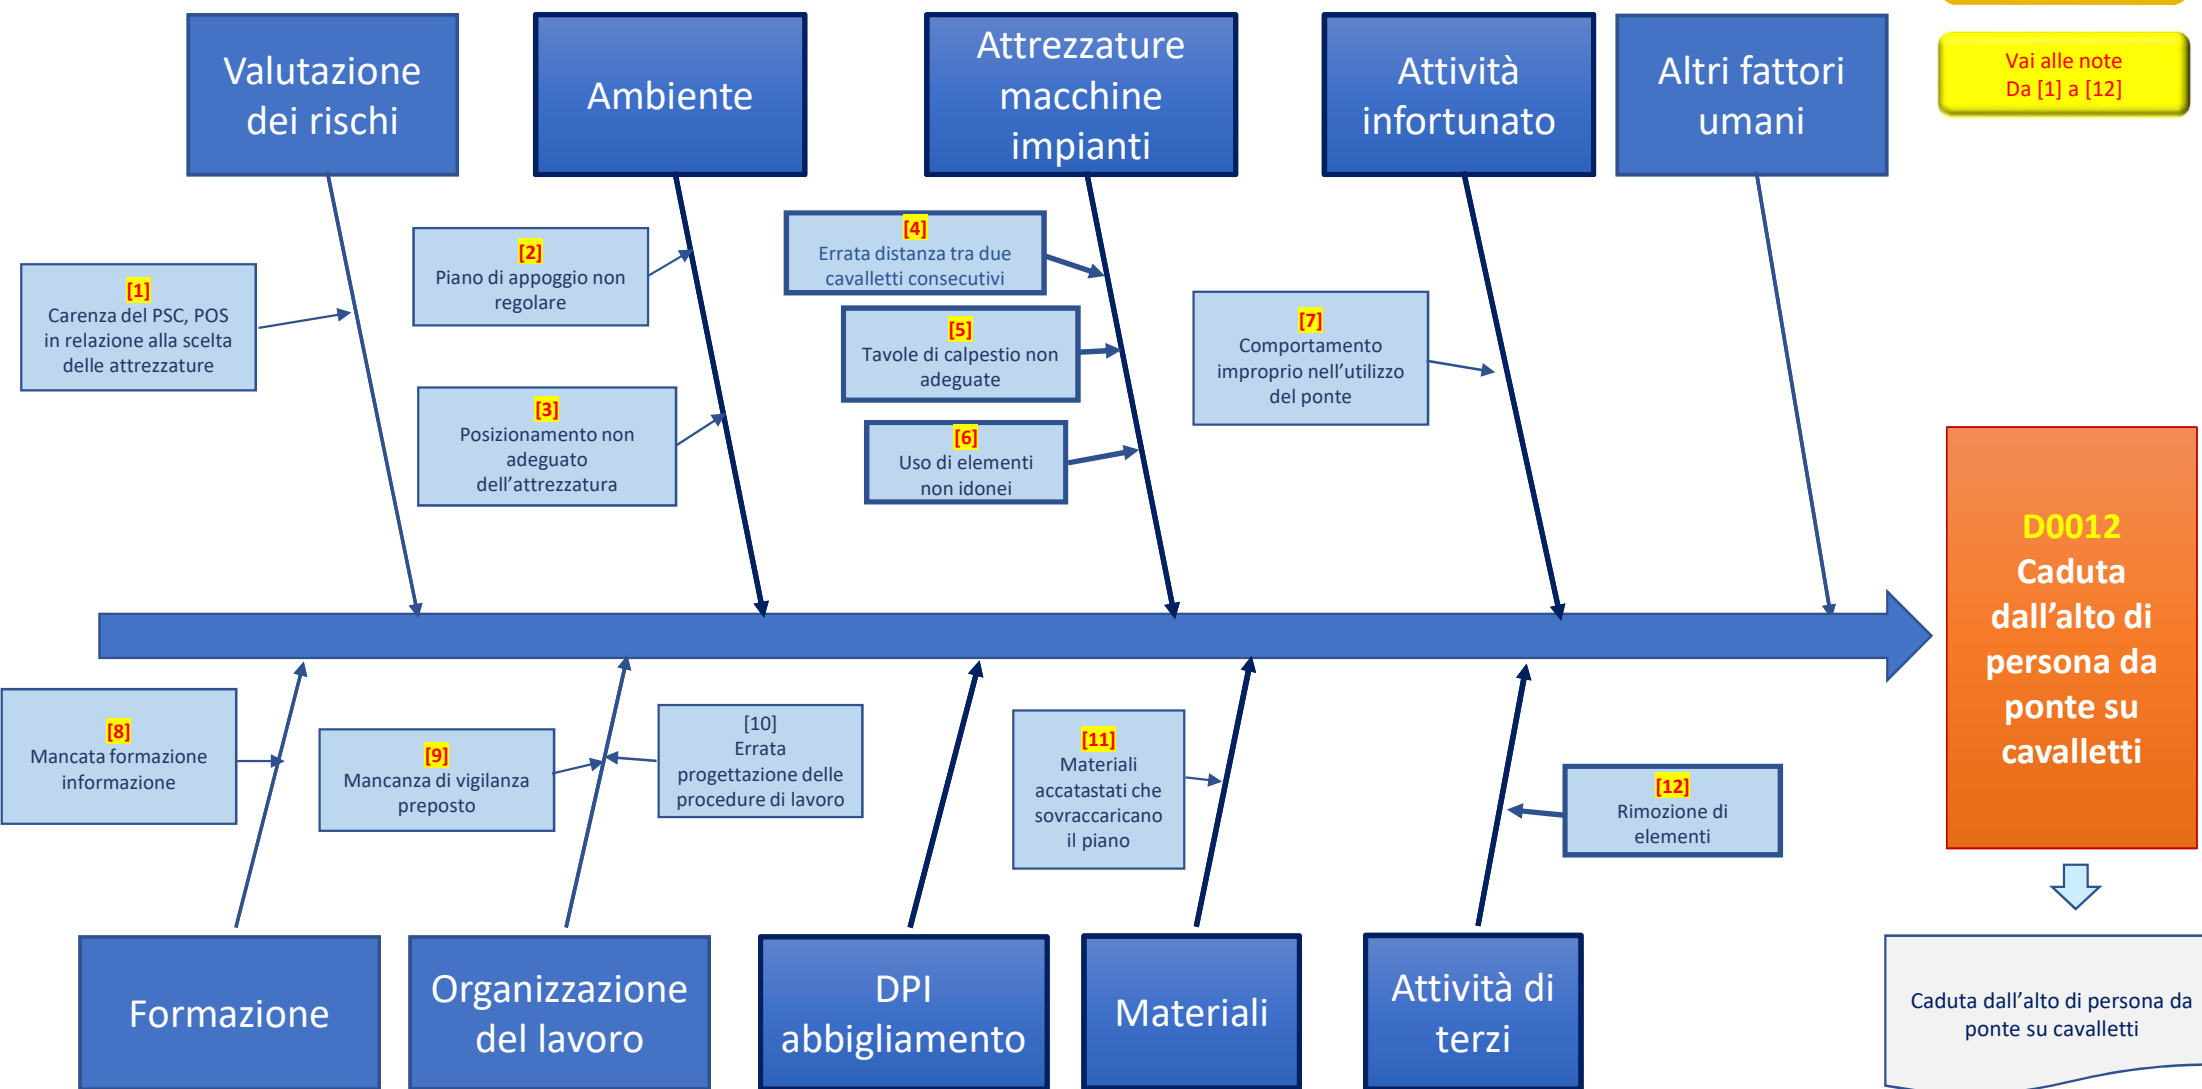 Valutazione
dei rischi
Ambiente
Attrezzature
macchine
impianti
Attività
infortunato
Altri fattori
umani
Vai alle note
Da [1] a [12]
[1]
Carenza del PSC, POS
in relazione alla scelta
delle attrezzature
[2]
Piano di appoggio non
regolare
[3]
Posizionamento non
adeguato
dell’attrezzatura
[4]
Errata distanza tra due
cavalletti consecutivi
[5]
Tavole di calpestio non
adeguate
[6]
Uso di elementi
non idonei
[7]
Comportamento
improprio nell’utilizzo
del ponte
D0012
Caduta
dall’alto di
persona da
ponte su
cavalletti
[8]
Mancata formazione
informazione
[9]
Mancanza di vigilanza
preposto
[10]
Errata
progettazione delle
procedure di lavoro
[11]
Materiali
accatastati che
sovraccaricano
il piano
[12]
Rimozione di
elementi
Formazione
Organizzazione
del lavoro
DPI
abbigliamento
Materiali
Attività di
terzi
Caduta dall’alto di persona da
ponte su cavalletti